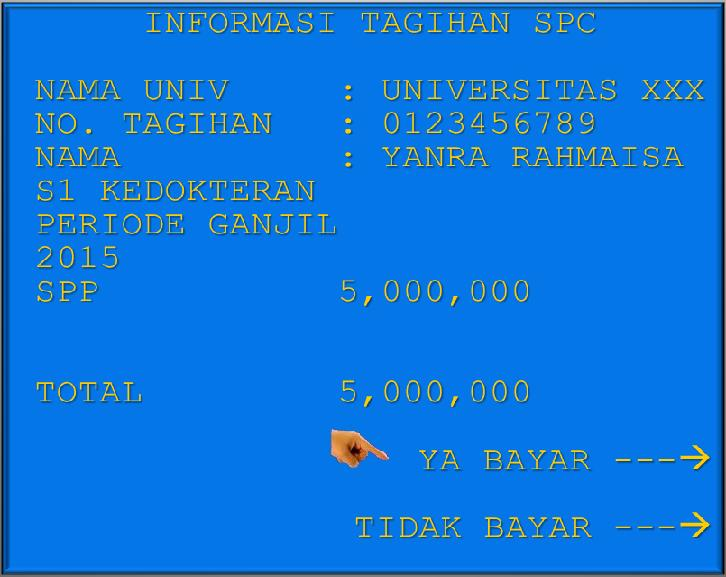 INFORMASI TAGIHAN SPC
NAMA UNIV : UNIVERSITAS XXX
NO. TAGIHAN : 0123456789
NAMA : YANRA RAHMAISA
S1 KEDOKTERAN
PERIODE GANJIL
2015
SPP 5,000,000
TOTAL 5,000,000
YA BAYAR --->
TIDAK BAYAR --->